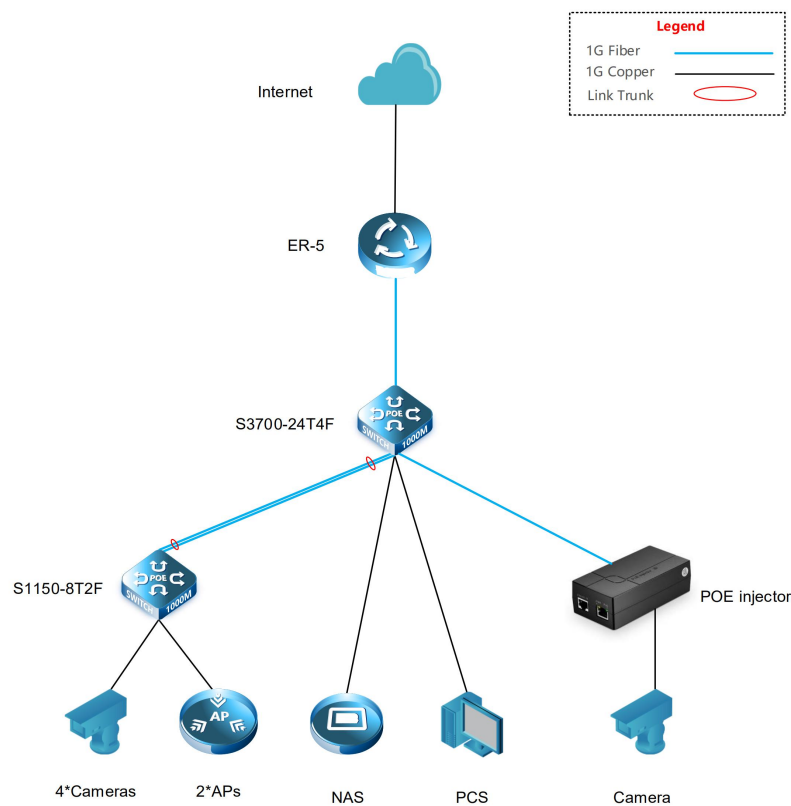 Legend
1G Fiber
1G Copper
Link Trunk
Internet
ER-5
S3700-24T4F
POE
SWITCH
1000M
S1150-8T2F
POE
SWITCH
1000M
POE injector
AP
4*Cameras
2*APs
NAS
PCS
Camera